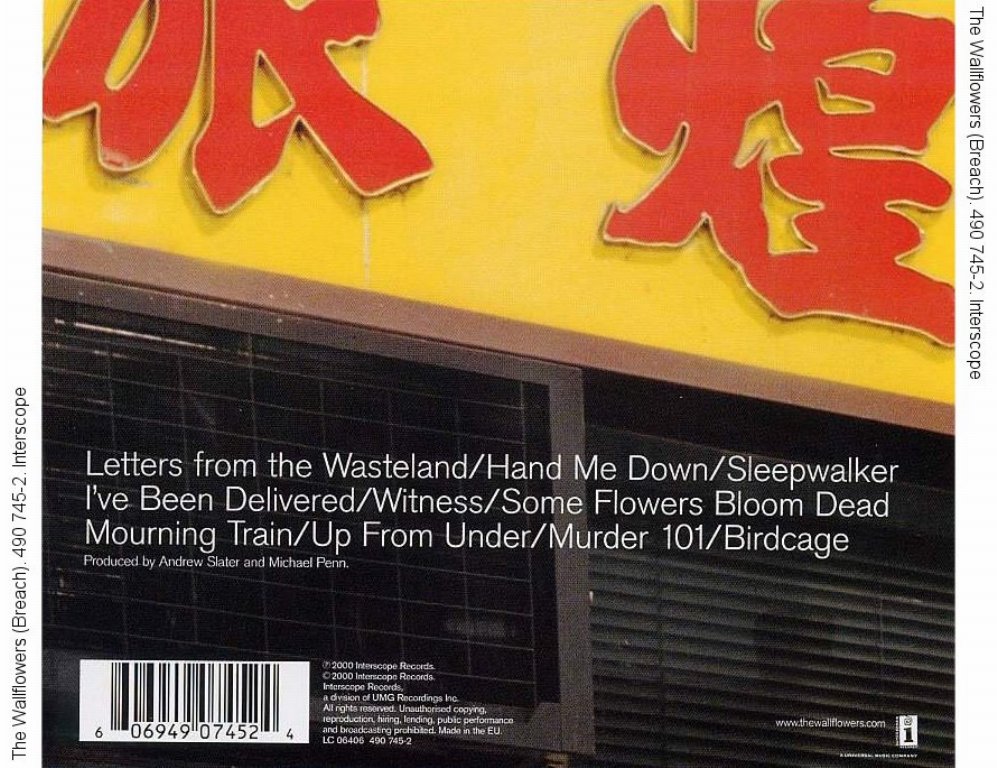 煌
Letters from the Wasteland/Hand Me Down/Sleepwalker
I've Been Delivered/Witness/Some Flowers Bloom Dead
Mourning Train/Up From Under/Murder 101/Birdcage
Produced by Andrew Slater and Michael Penn.
6 06949 07452 4
℗ 2000 Interscope Records.
© 2000 Interscope Records.
Interscope Records,
a division of UMG Recordings Inc.
All rights reserved. Unauthorised copying,
reproduction, hiring, lending, public performance
and broadcasting prohibited. Made in the EU.
LC 06406 490 745-2
www.thewallflowers.com
i
A UNIVERSAL MUSIC COMPANY
The Wallflowers (Breach). 490 745-2. Interscope
The Wallflowers (Breach). 490 745-2. Interscope